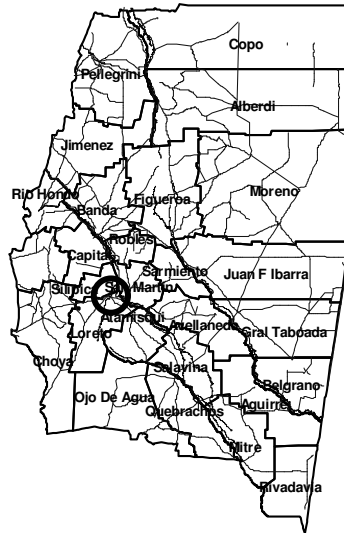 Copo
Pellegrini
Alberdi
Jimenez
Moreno
Rio Hondo
Figueroa
Banda
Robles
Capital
Sarmiento
Juan F Ibarra
San Martin
Silipica
Atamisqui
Avellaneda
Gral Taboada
Loreto
Choya
Salavina
Belgrano
Ojo De Agua
Aguirre
Quebrachos
Mitre
Rivadavia